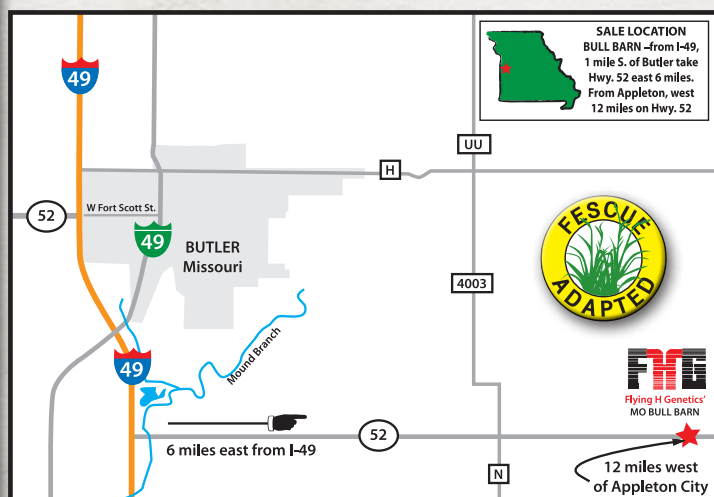 49
SALE LOCATION
BULL BARN –from I-49,
1 mile S. of Butler take
Hwy. 52 east 6 miles.
From Appleton, west
12 miles on Hwy. 52
UU
H
W Fort Scott St.
52
49
BUTLER
Missouri
FESCUE
ADAPTED
4003
Mound Branch
49
FHG
Flying H Genetics'
MO BULL BARN
6 miles east from I-49
52
N
12 miles west
of Appleton City